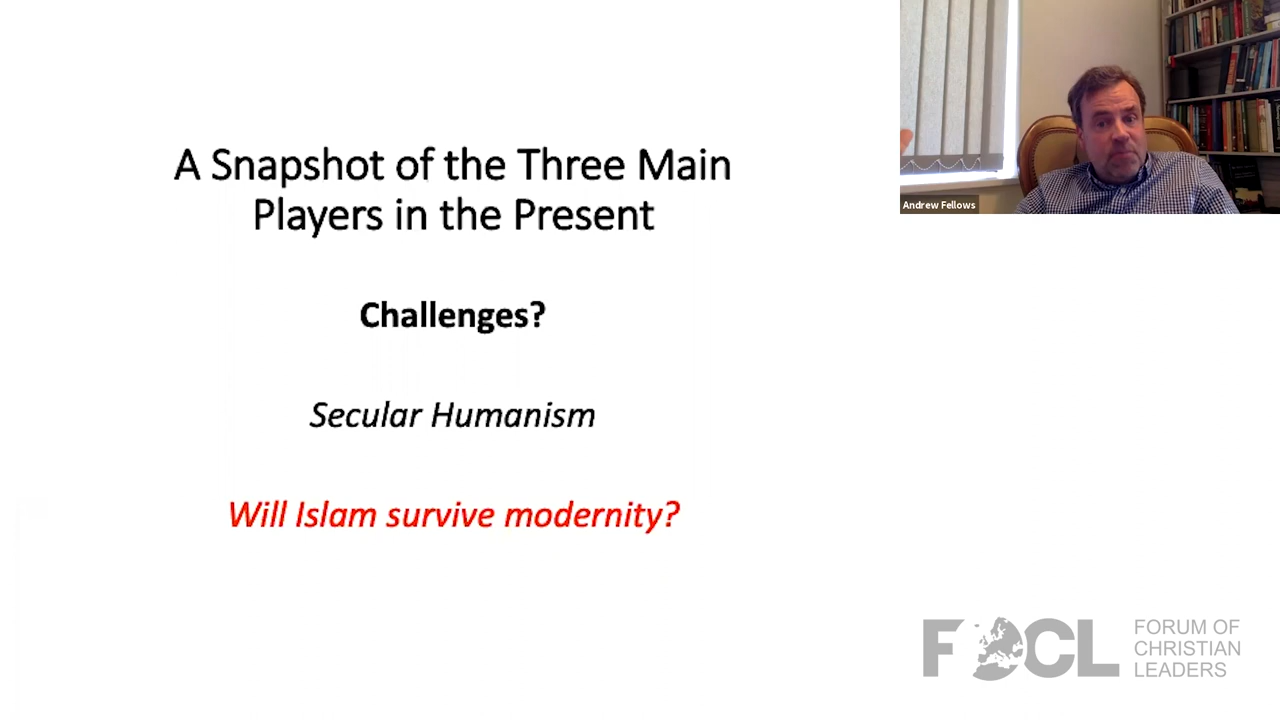 A Snapshot of the Three Main
Players in the Present
Challenges?
Secular Humanism
Will Islam survive modernity?
Andrew Fellows
FOCL
FORUM OF
CHRISTIAN
LEADERS